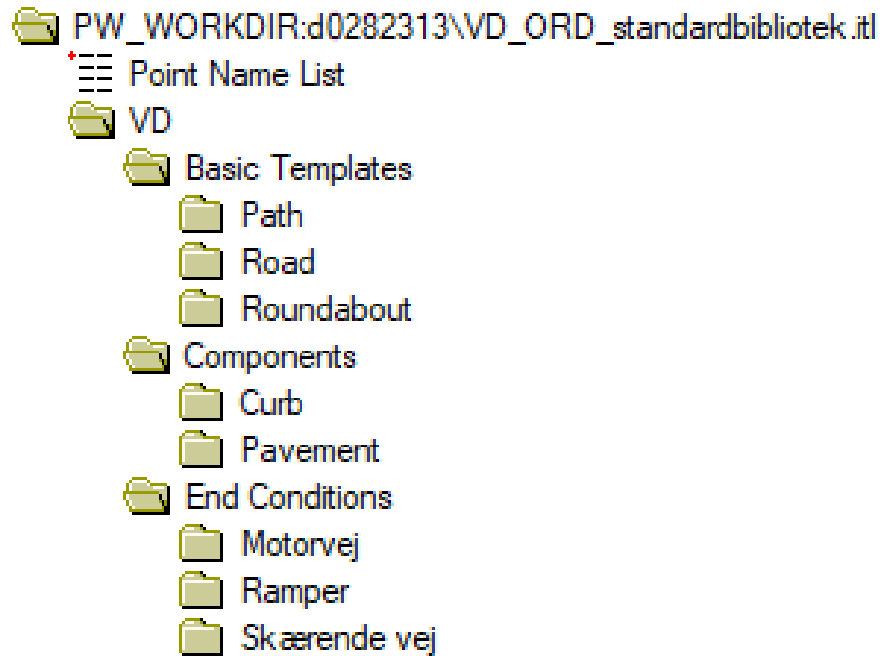 PW_WORKDIR:d0282313\VD_ORD_standardbibliotek.itl
Point Name List
VD
Basic Templates
Path
Road
Roundabout
Components
Curb
Pavement
End Conditions
Motorvej
Ramper
Skærende vej